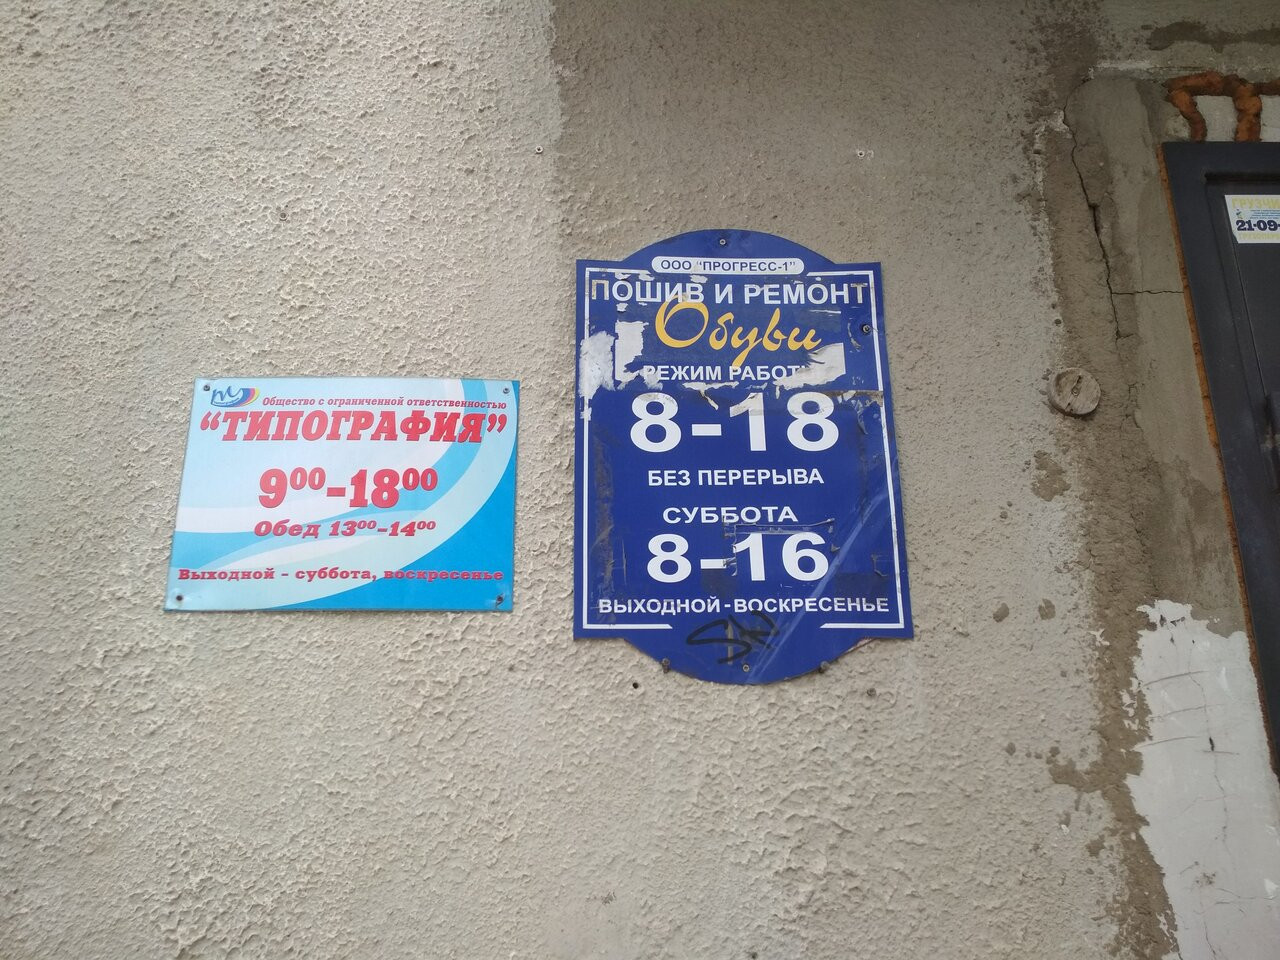 Общество с ограниченной ответственностью
“ТИПОГРАФИЯ”
9⁰⁰-18⁰⁰
Обед 13⁰⁰-14⁰⁰
Выходной - суббота, воскресенье
ООО "ПРОГРЕСС-1"
ПОШИВ И РЕМОНТ
Обуви
РЕЖИМ РАБОТ
8-18
БЕЗ ПЕРЕРЫВА
СУББОТА
8-16
ВЫХОДНОЙ-ВОСКРЕСЕНЬЕ
ГРУЗЧИ
21-09-